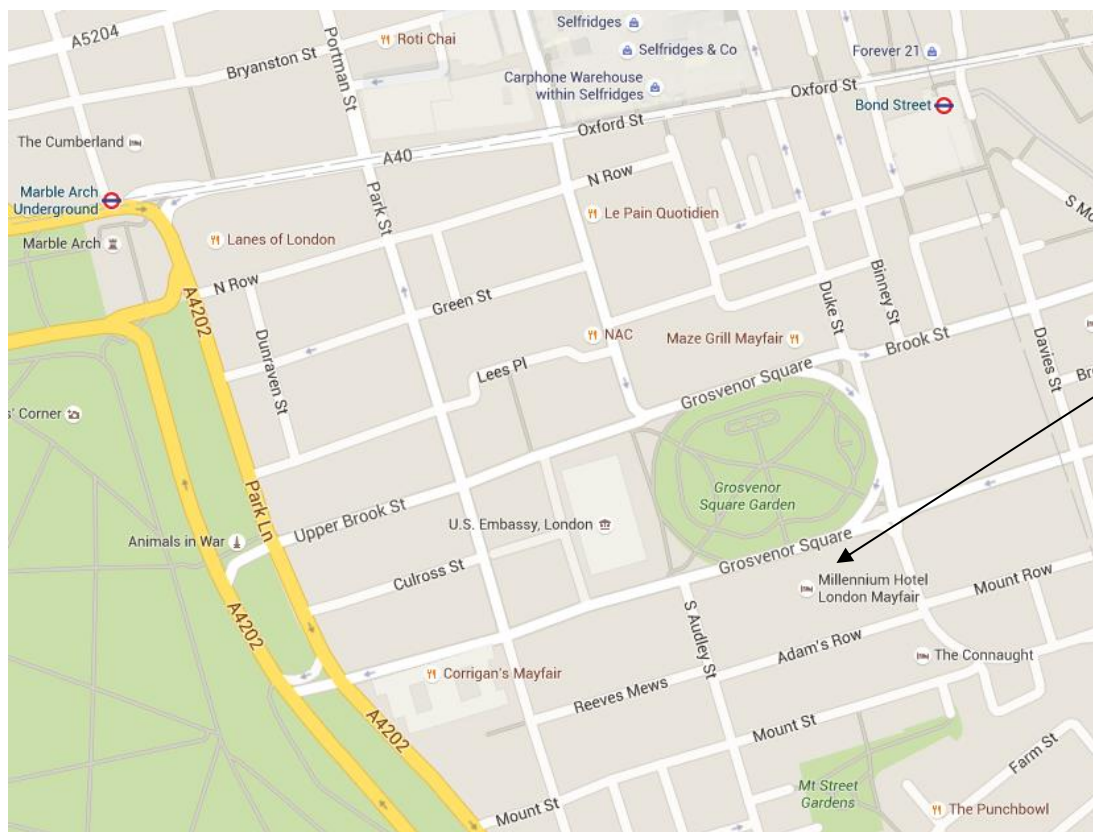 A5204
Bryanston St
Portman St
Roti Chai
Selfridges
Selfridges & Co
Carphone Warehouse
within Selfridges
Forever 21
Bond Street
Oxford St
Oxford St
A40
The Cumberland
Marble Arch
Underground
Marble Arch
Lanes of London
Park St
N Row
Le Pain Quotidien
S Mo
N Row
A4202
Green St
Dunraven St
Lees Pl
NAC
Maze Grill Mayfair
Duke St
Binney St
Brook St
Davies St
Bro
s' Corner
Grosvenor Square
Grosvenor
Square Garden
Park Ln
Upper Brook St
U.S. Embassy, London
Animals in War
Culross St
Grosvenor Square
Millennium Hotel
London Mayfair
Mount Row
A4202
S Audley St
Adam's Row
The Connaught
Corrigan's Mayfair
Reeves Mews
A4202
Mount St
Farm St
Mt Street
Gardens
Mount St
The Punchbowl